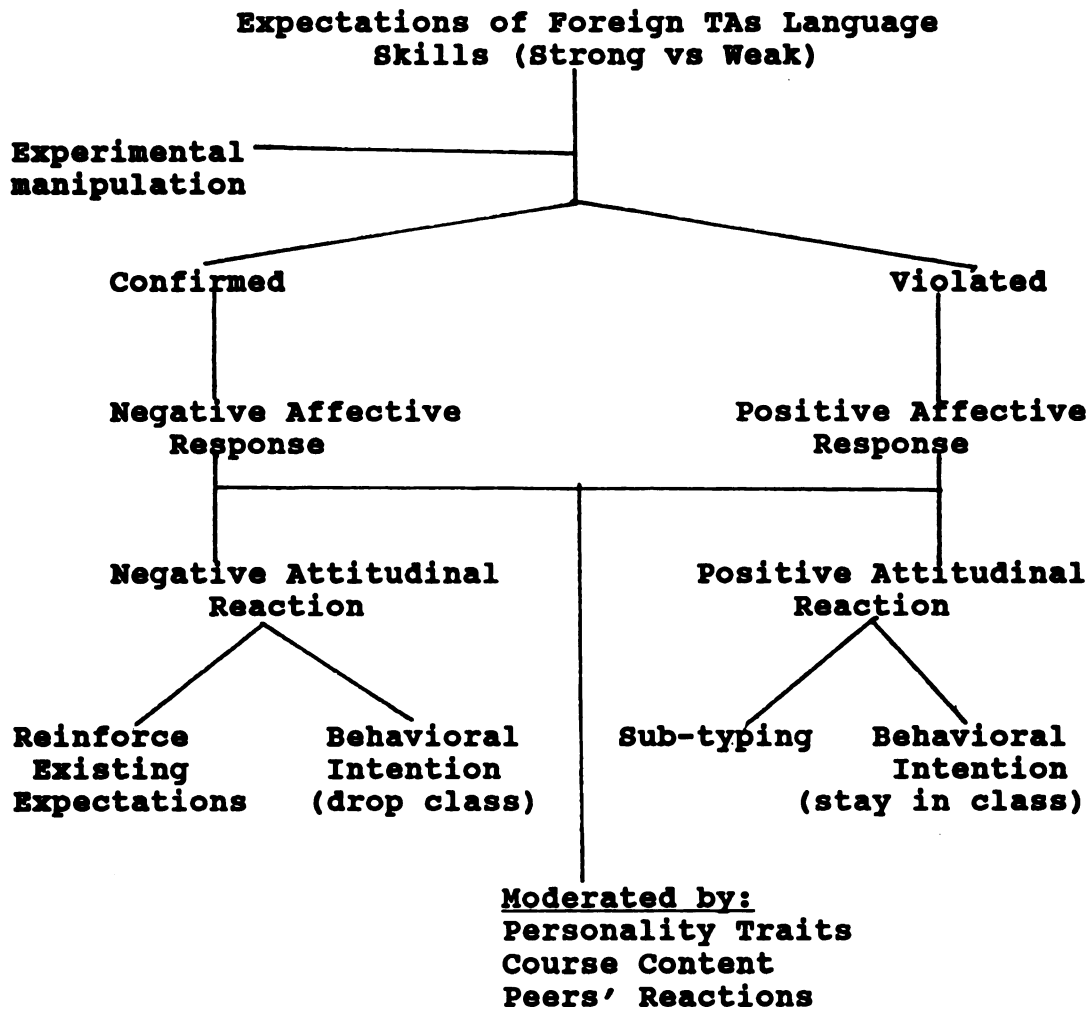 Expectations of Foreign TAs Language
Skills (Strong vs Weak)
Experimental
manipulation
Confirmed
Violated
Negative Affective
Response
Positive Affective
Response
Negative Attitudinal
Reaction
Positive Attitudinal
Reaction
Reinforce
Existing
Expectations
Behavioral
Intention
(drop class)
Sub-typing
Behavioral
Intention
(stay in class)
Moderated by:
Personality Traits
Course Content
Peers' Reactions